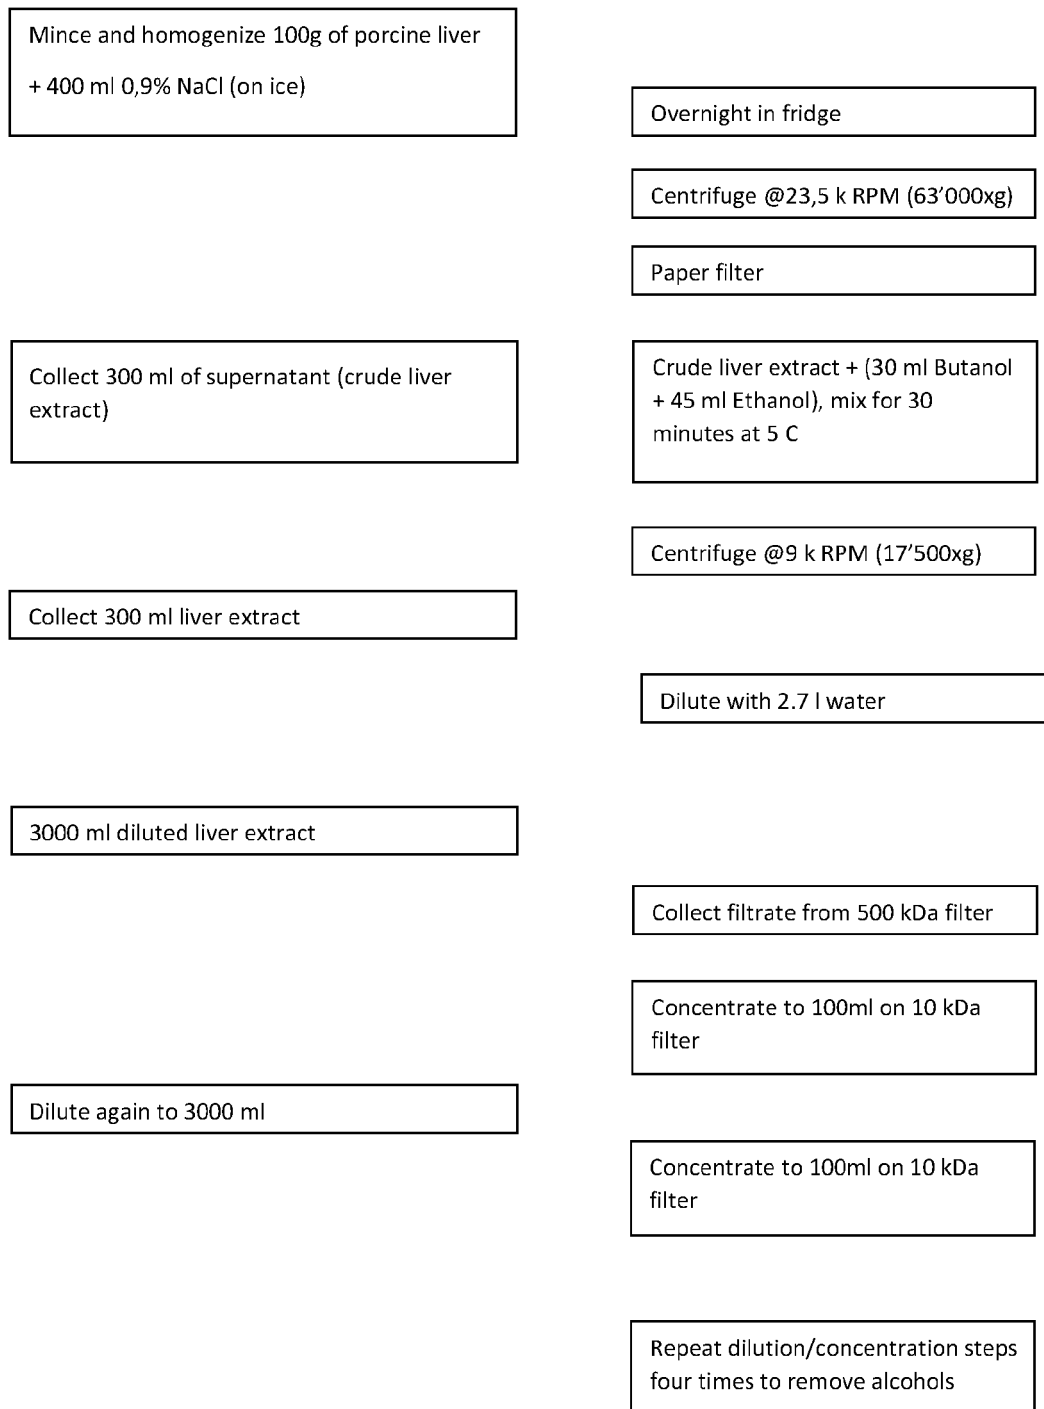 Mince and homogenize 100g of porcine liver
+ 400 ml 0,9% NaCl (on ice)
Overnight in fridge
Centrifuge @23,5 k RPM (63’000xg)
Paper filter
Collect 300 ml of supernatant (crude liver
extract)
Crude liver extract + (30 ml Butanol
+ 45 ml Ethanol), mix for 30
minutes at 5 C
Centrifuge @9 k RPM (17’500xg)
Collect 300 ml liver extract
Dilute with 2.7 l water
3000 ml diluted liver extract
Collect filtrate from 500 kDa filter
Concentrate to 100ml on 10 kDa
filter
Dilute again to 3000 ml
Concentrate to 100ml on 10 kDa
filter
Repeat dilution/concentration steps
four times to remove alcohols